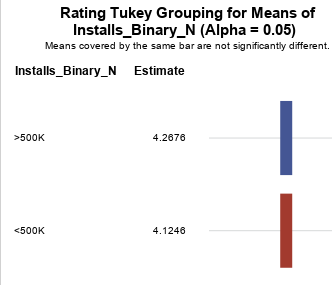 Rating Tukey Grouping for Means of
Installs_Binary_N (Alpha = 0.05)
Means covered by the same bar are not significantly different.
Installs_Binary_N Estimate
>500K 4.2676
<500K 4.1246